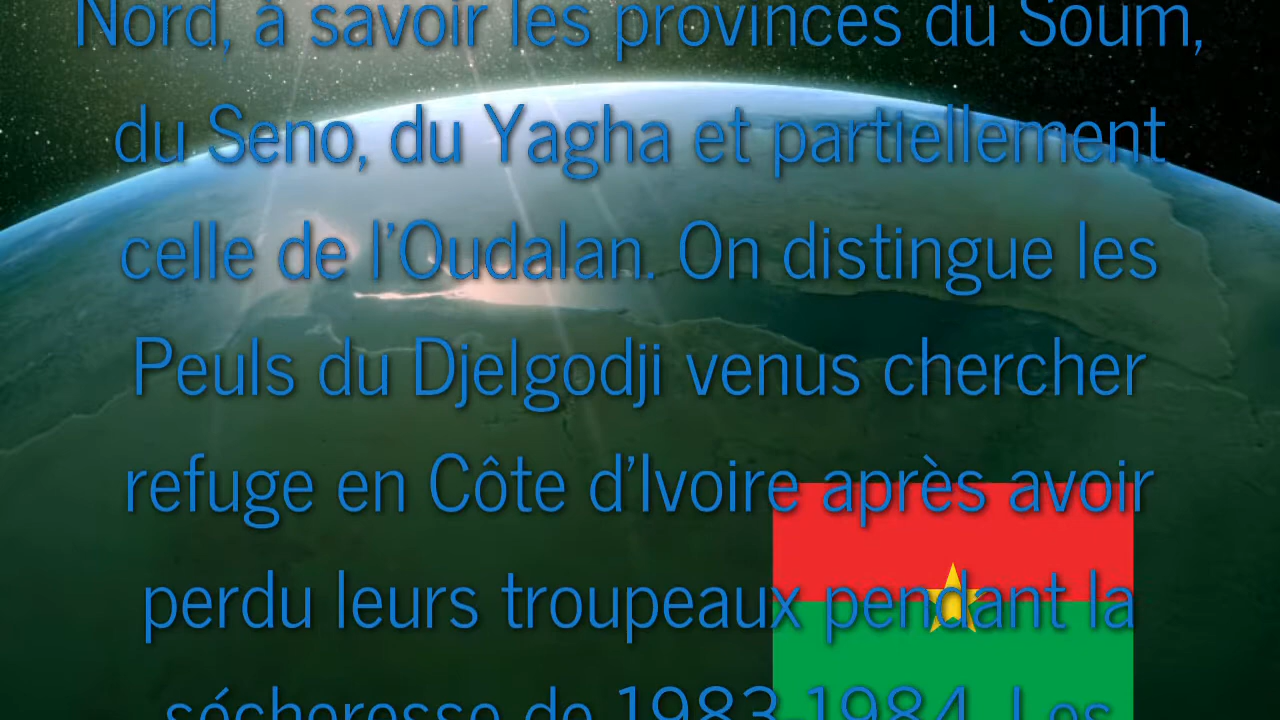 Nord, à savoir les provinces du Soum,
du Seno, du Yagha et partiellement
celle de l'Oudalan. On distingue les
Peuls du Djelgodji venus chercher
refuge en Côte d'Ivoire après avoir
perdu leurs troupeaux pendant la
sécheresse de 1983-1984. Les